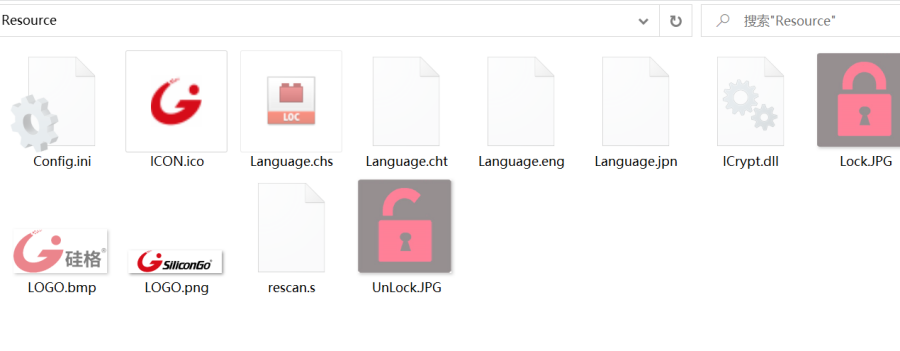 Resource
搜索"Resource"
LOC
Config.ini
ICON.ico
Language.chs
Language.cht
Language.eng
Language.jpn
ICrypt.dll
Lock.JPG
硅格®
SiliconGo®
LOGO.bmp
LOGO.png
rescan.s
UnLock.JPG